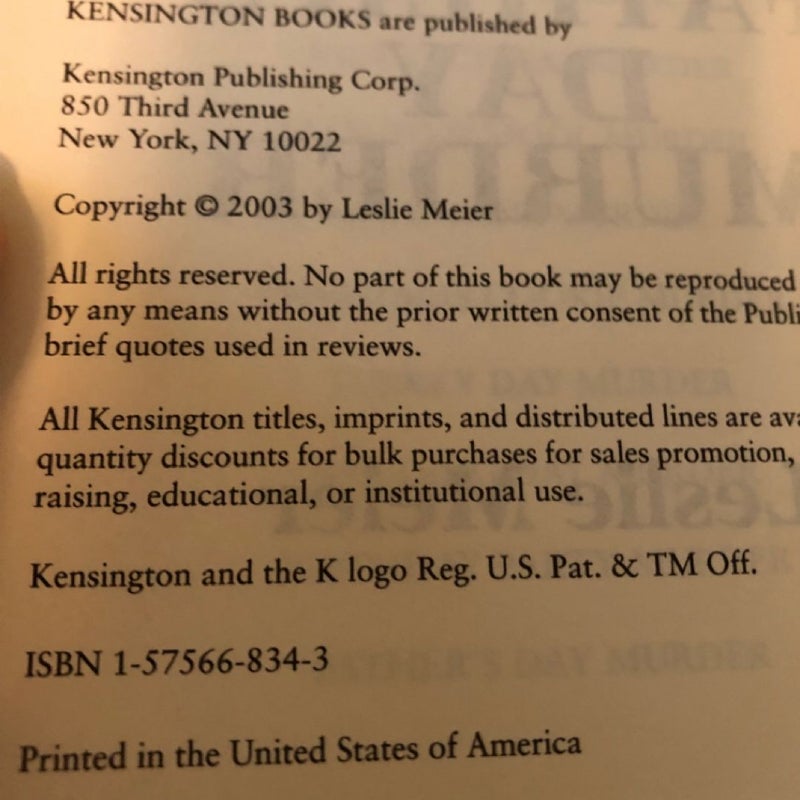 KENSINGTON BOOKS are published by
Kensington Publishing Corp.
850 Third Avenue
New York, NY 10022
Copyright © 2003 by Leslie Meier
All rights reserved. No part of this book may be reproduced
by any means without the prior written consent of the Publi
brief quotes used in reviews.
All Kensington titles, imprints, and distributed lines are ava
quantity discounts for bulk purchases for sales promotion,
raising, educational, or institutional use.
Kensington and the K logo Reg. U.S. Pat. & TM Off.
ISBN 1-57566-834-3
Printed in the United States of America